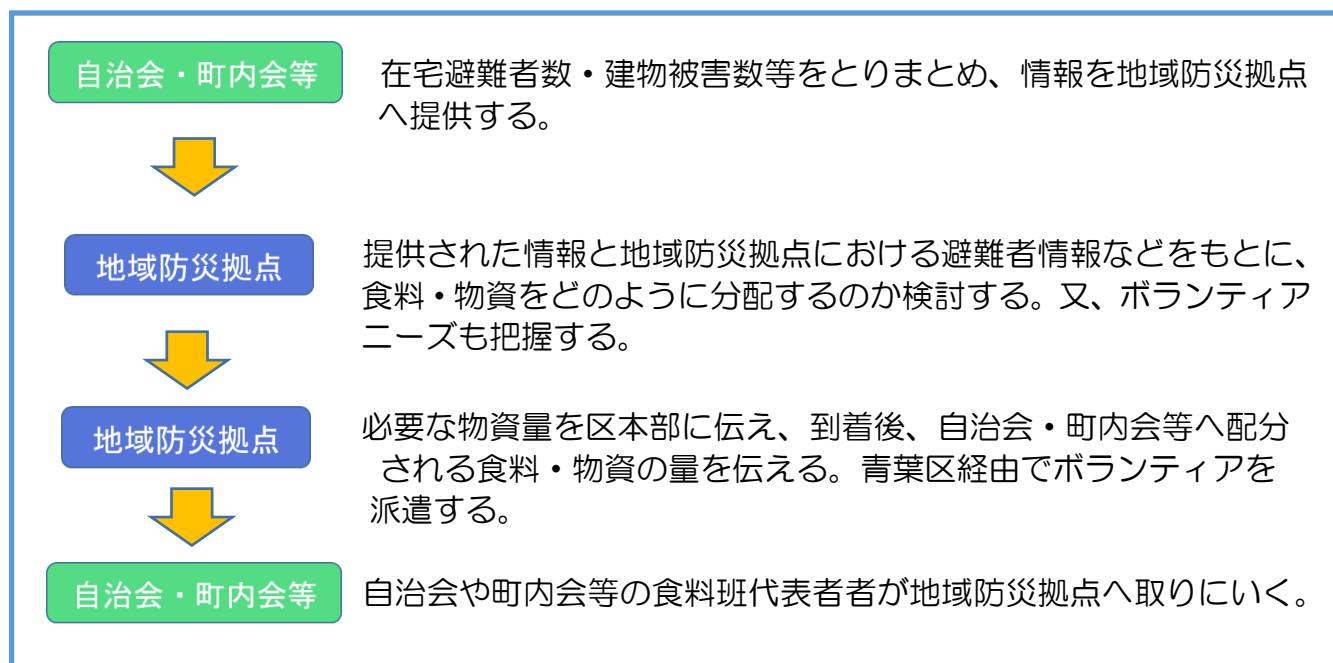 自治会・町内会等
在宅避難者数・建物被害数等をとりまとめ、情報を地域防災拠点
へ提供する。
地域防災拠点
提供された情報と地域防災拠点における避難者情報などをもとに、
食料・物資をどのように分配するのか検討する。又、ボランティア
ニーズも把握する。
地域防災拠点
必要な物資量を区本部に伝え、到着後、自治会・町内会等へ配分
される食料・物資の量を伝える。青葉区経由でボランティアを
派遣する。
自治会・町内会等
自治会や町内会等の食料班代表者者が地域防災拠点へ取りにいく。